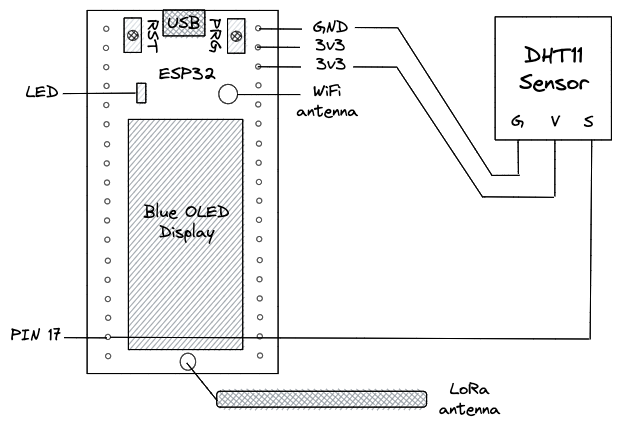 USB
RST
PRG
ESP32
GND
3v3
3v3
LED
WiFi
antenna
DHT11
Sensor
G V S
Blue OLED
Display
PIN 17
LoRa
antenna